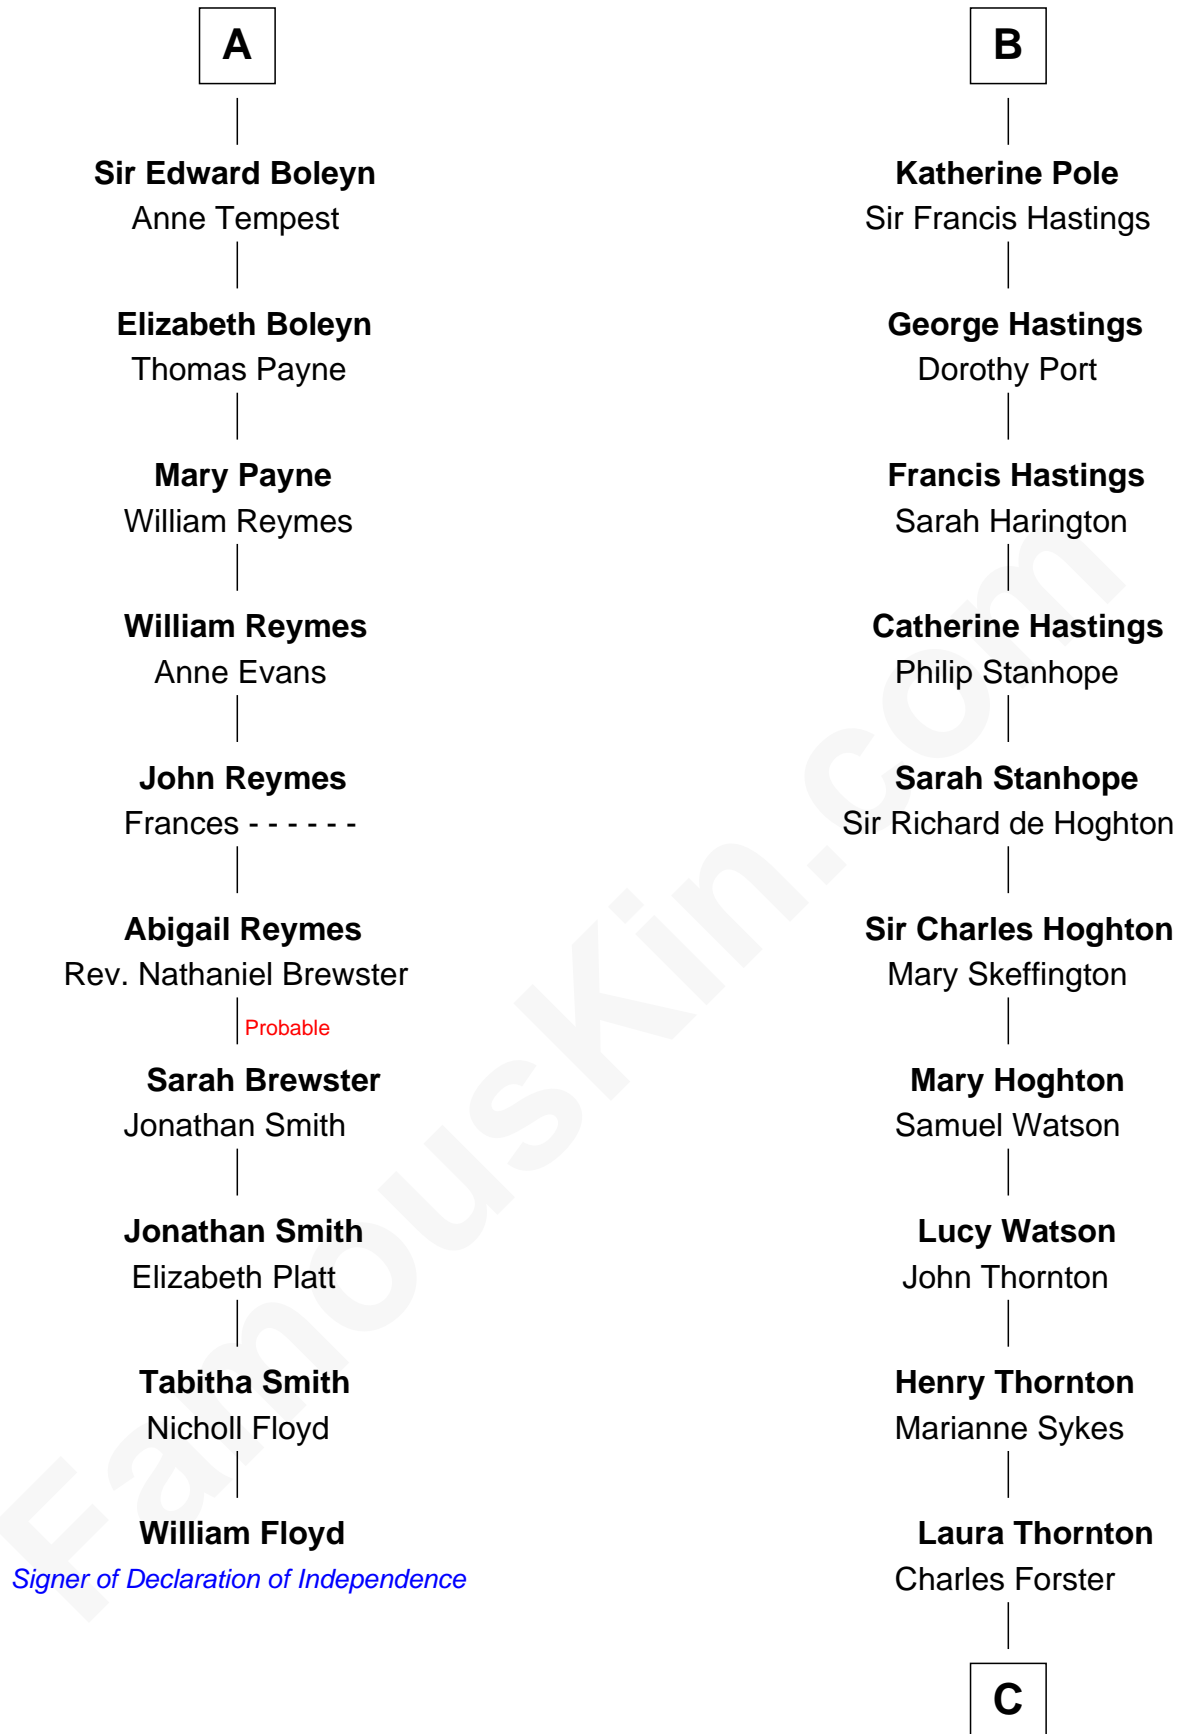 A
Sir Edward Boleyn
Anne Tempest
Elizabeth Boleyn
Thomas Payne
Mary Payne
William Reymes
William Reymes
Anne Evans
John Reymes
Frances - - - - - -
Abigail Reymes
Rev. Nathaniel Brewster
Probable
Sarah Brewster
Jonathan Smith
Jonathan Smith
Elizabeth Platt
Tabitha Smith
Nicholl Floyd
William Floyd
Signer of Declaration of Independence
B
Katherine Pole
Sir Francis Hastings
George Hastings
Dorothy Port
Francis Hastings
Sarah Harington
Catherine Hastings
Philip Stanhope
Sarah Stanhope
Sir Richard de Hoghton
Sir Charles Hoghton
Mary Skeffington
Mary Hoghton
Samuel Watson
Lucy Watson
John Thornton
Henry Thornton
Marianne Sykes
Laura Thornton
Charles Forster
C
FamousKin.com